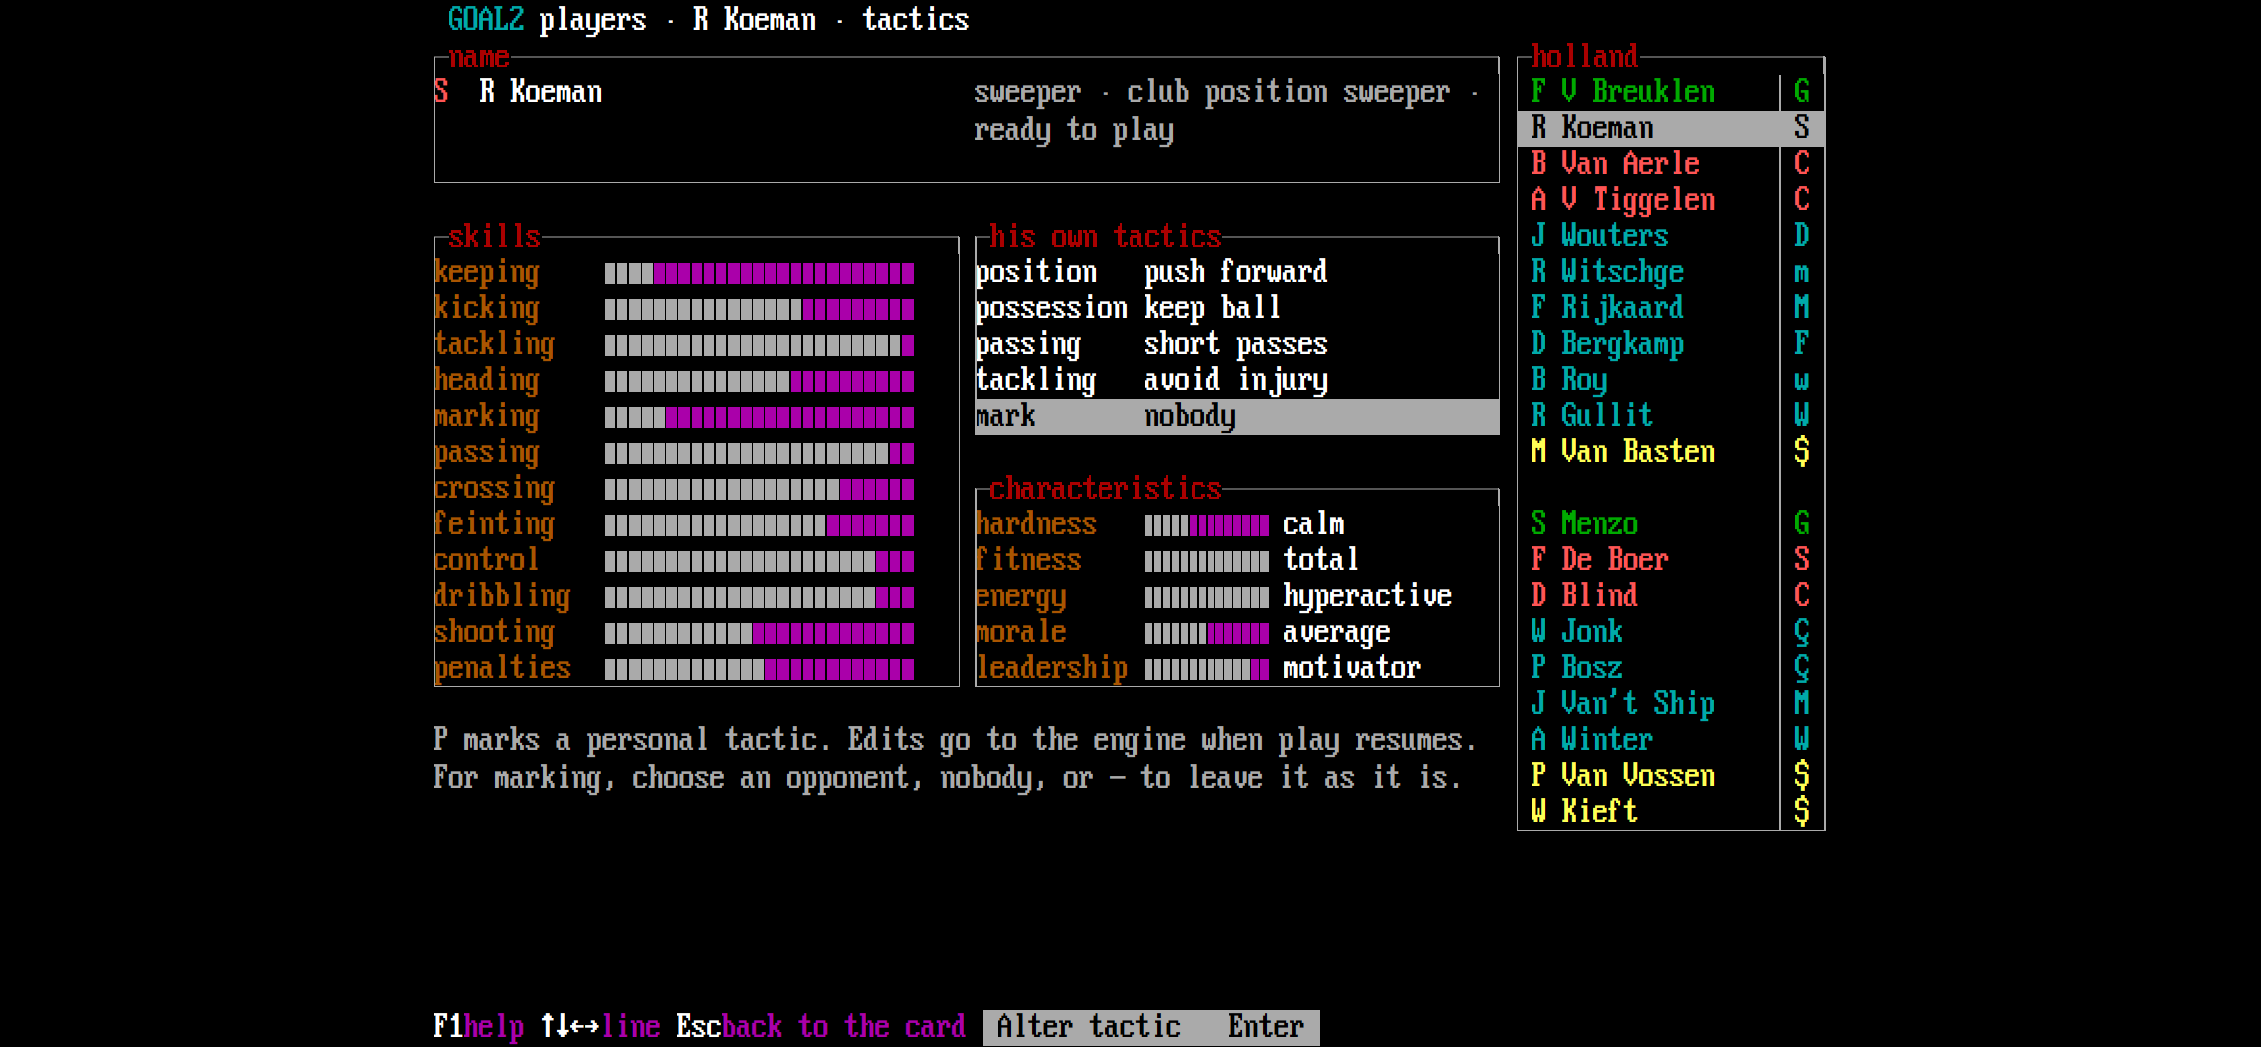 GOAL2 players · R Koeman · tactics
name
S R Koeman
sweeper · club position sweeper ·
ready to play
skills
keeping
kicking
tackling
heading
marking
passing
crossing
feinting
control
dribbling
shooting
penalties
his own tactics
position push forward
possession keep ball
passing short passes
tackling avoid injury
mark nobody
characteristics
hardness calm
fitness total
energy hyperactive
morale average
leadership motivator
P marks a personal tactic. Edits go to the engine when play resumes.
For marking, choose an opponent, nobody, or — to leave it as it is.
holland
F V Breuklen G
R Koeman S
B Van Aerle C
A V Tiggelen C
J Wouters D
R Witschge m
F Rijkaard M
D Bergkamp F
B Roy w
R Gullit W
M Van Basten $
S Menzo G
F De Boer S
D Blind C
W Jonk Ç
P Bosz Ç
J Van't Ship M
A Winter W
P Van Vossen $
W Kieft $
F1help ↑↓←→line Escback to the card Alter tactic Enter